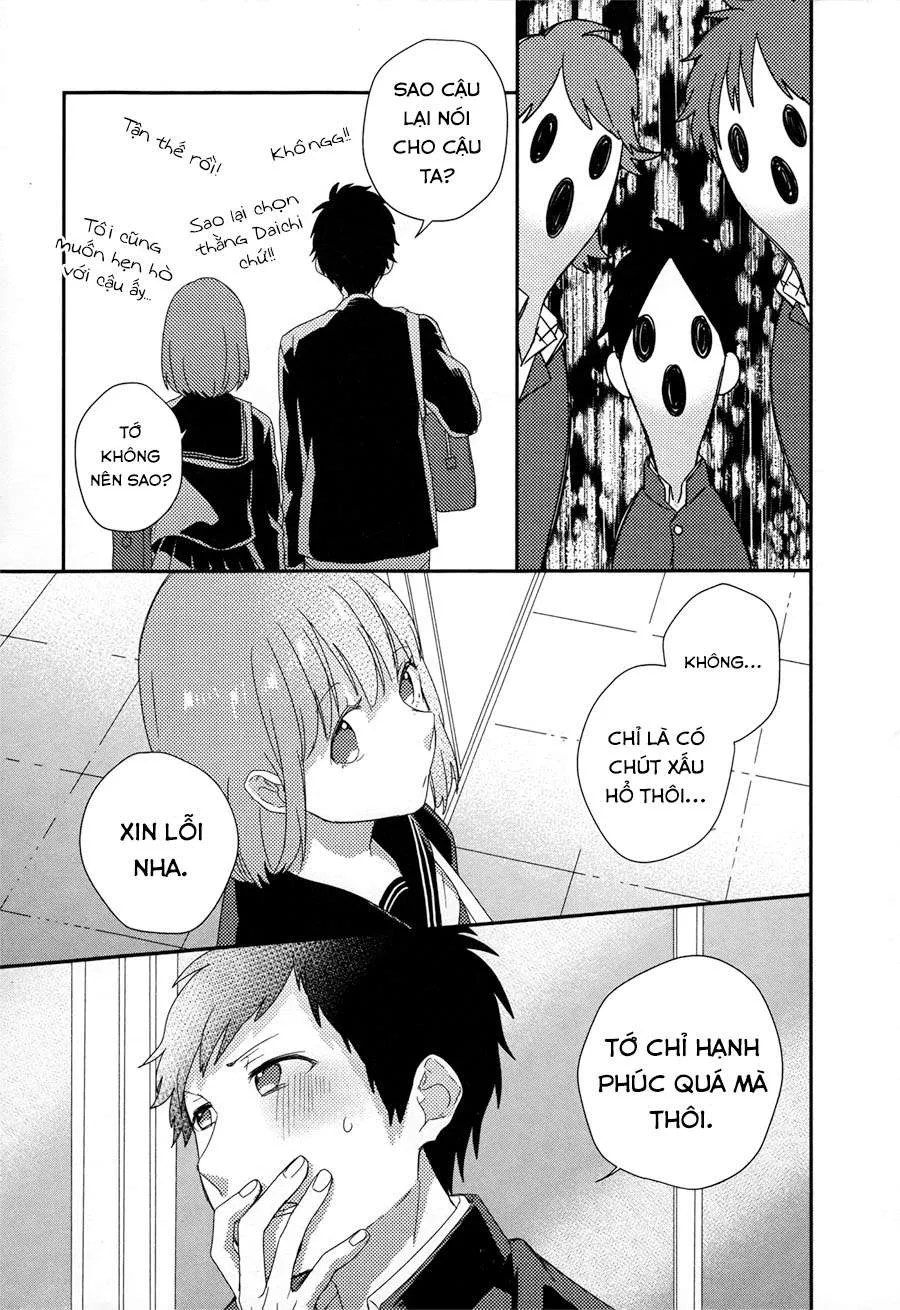 SAO CẬU
LẠI NÓI
CHO CẬU
TA?
Khôngg!!
Tận thế rồi!
Sao lại chọn
thằng Daichi
chứ!!
Tôi cũng
muốn hẹn hò
với cậu ấy...
TỚ
KHÔNG
NÊN SAO?
KHÔNG...
CHỈ LÀ CÓ
CHÚT XẤU
HỔ THÔI...
XIN LỖI
NHA.
TỚ CHỈ HẠNH
PHÚC QUÁ MÀ
THÔI.